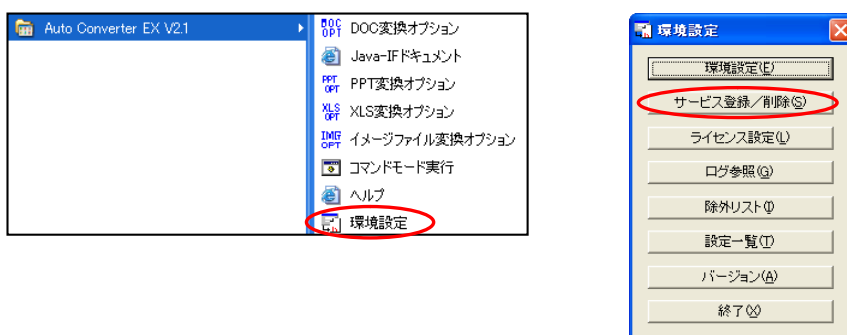 Auto Converter EX V2.1
DOC OPT DOC変換オプション
Java-IFドキュメント
PPT OPT PPT変換オプション
XLS OPT XLS変換オプション
IMG OPT イメージファイル変換オプション
コマンドモード実行
ヘルプ
環境設定
環境設定
環境設定(E)
サービス登録／削除(S)
ライセンス設定(L)
ログ参照(G)
除外リスト(I)
設定一覧(T)
バージョン(A)
終了(X)